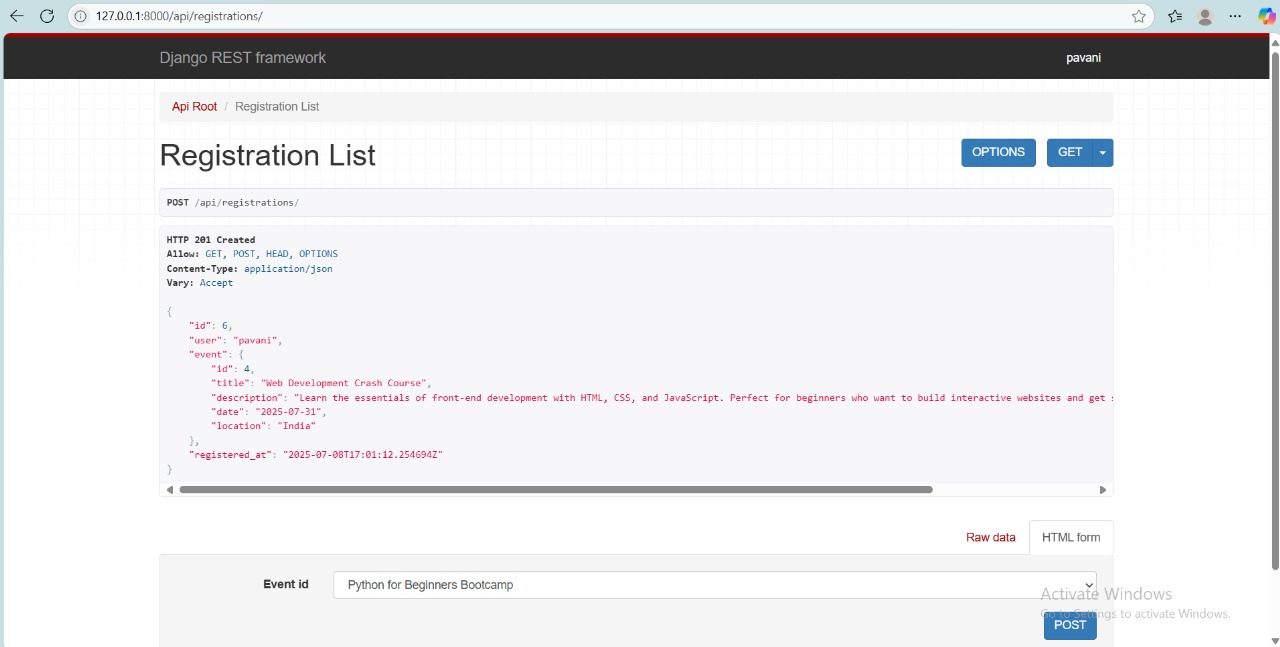 127.0.0.1:8000/api/registrations/
Django REST framework
pavani
Api Root / Registration List
Registration List
OPTIONS
GET
POST /api/registrations/
HTTP 201 Created
Allow: GET, POST, HEAD, OPTIONS
Content-Type: application/json
Vary: Accept
{
    "id": 6,
    "user": "pavani",
    "event": {
        "id": 4,
        "title": "Web Development Crash Course",
        "description": "Learn the essentials of front-end development with HTML, CSS, and JavaScript. Perfect for beginners who want to build interactive websites and get
        "date": "2025-07-31",
        "location": "India"
    },
    "registered_at": "2025-07-08T17:01:12.254694Z"
}
Raw data
HTML form
Event id
Python for Beginners Bootcamp
Activate Windows
Go to Settings to activate Windows.
POST